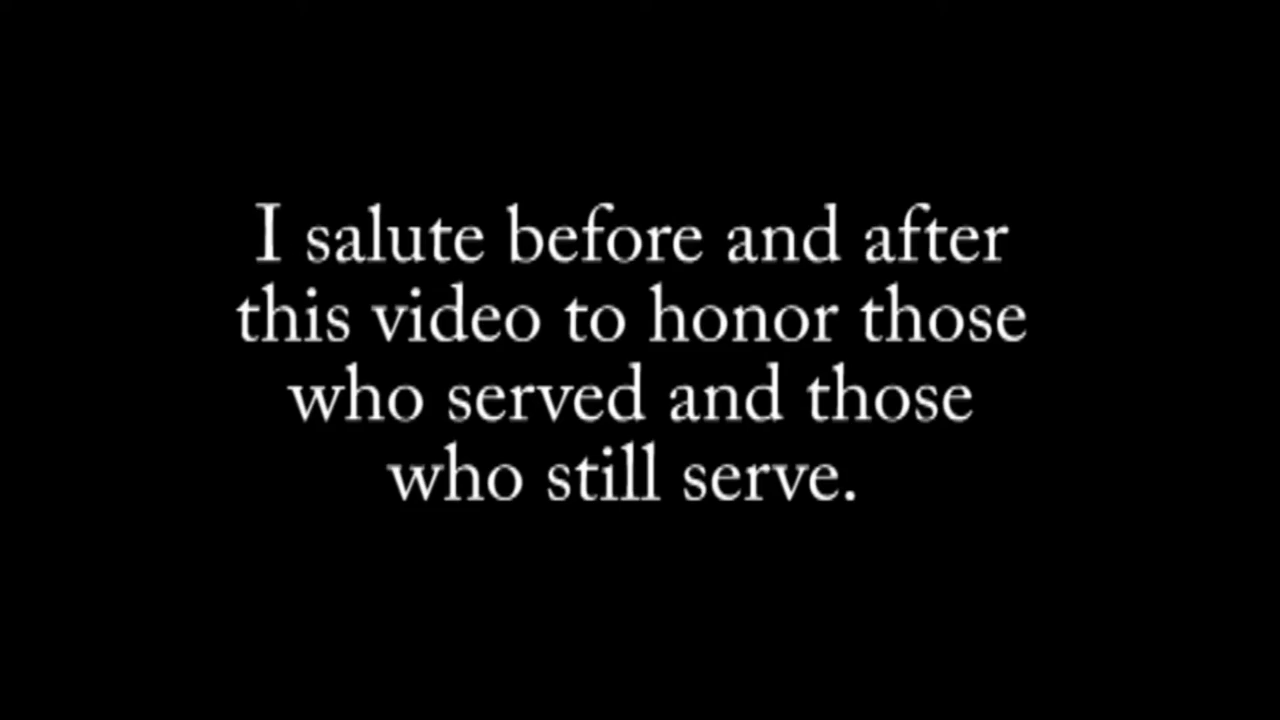 I salute before and after
this video to honor those
who served and those
who still serve.